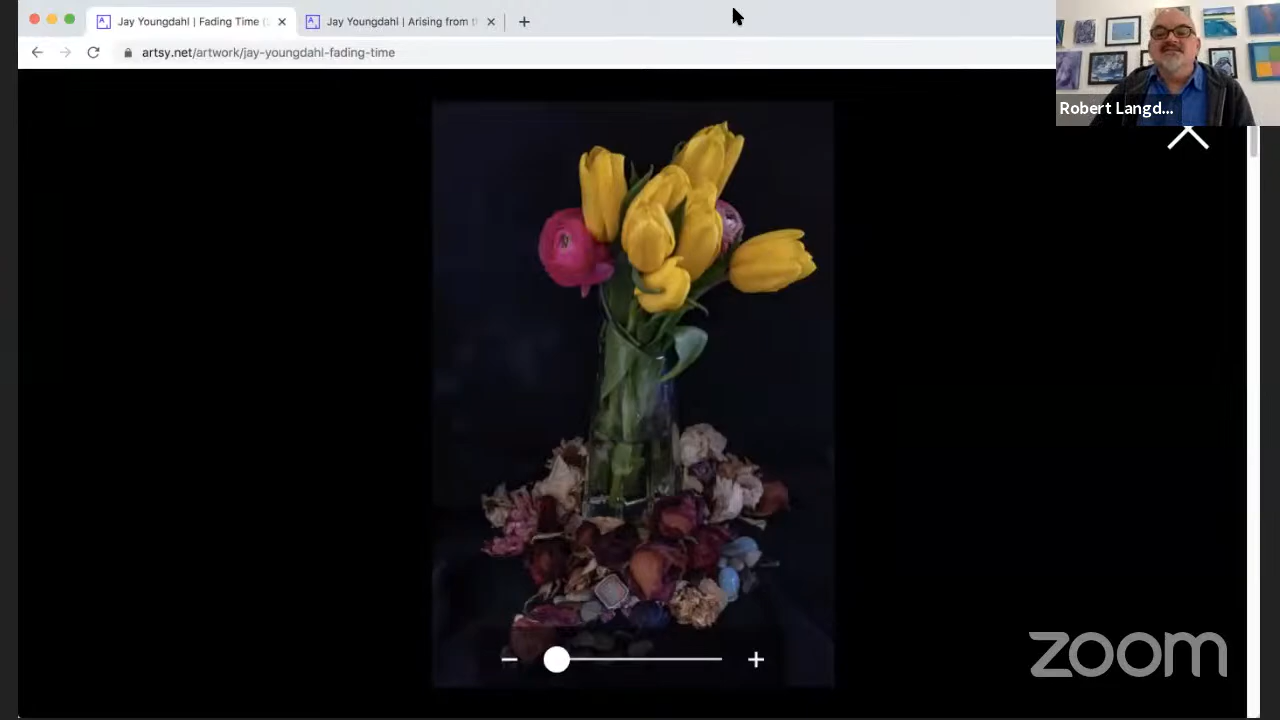 Jay Youngdahl | Fading Time (
Jay Youngdahl | Arising from t
artsy.net/artwork/jay-youngdahl-fading-time
Robert Langd...
zoom